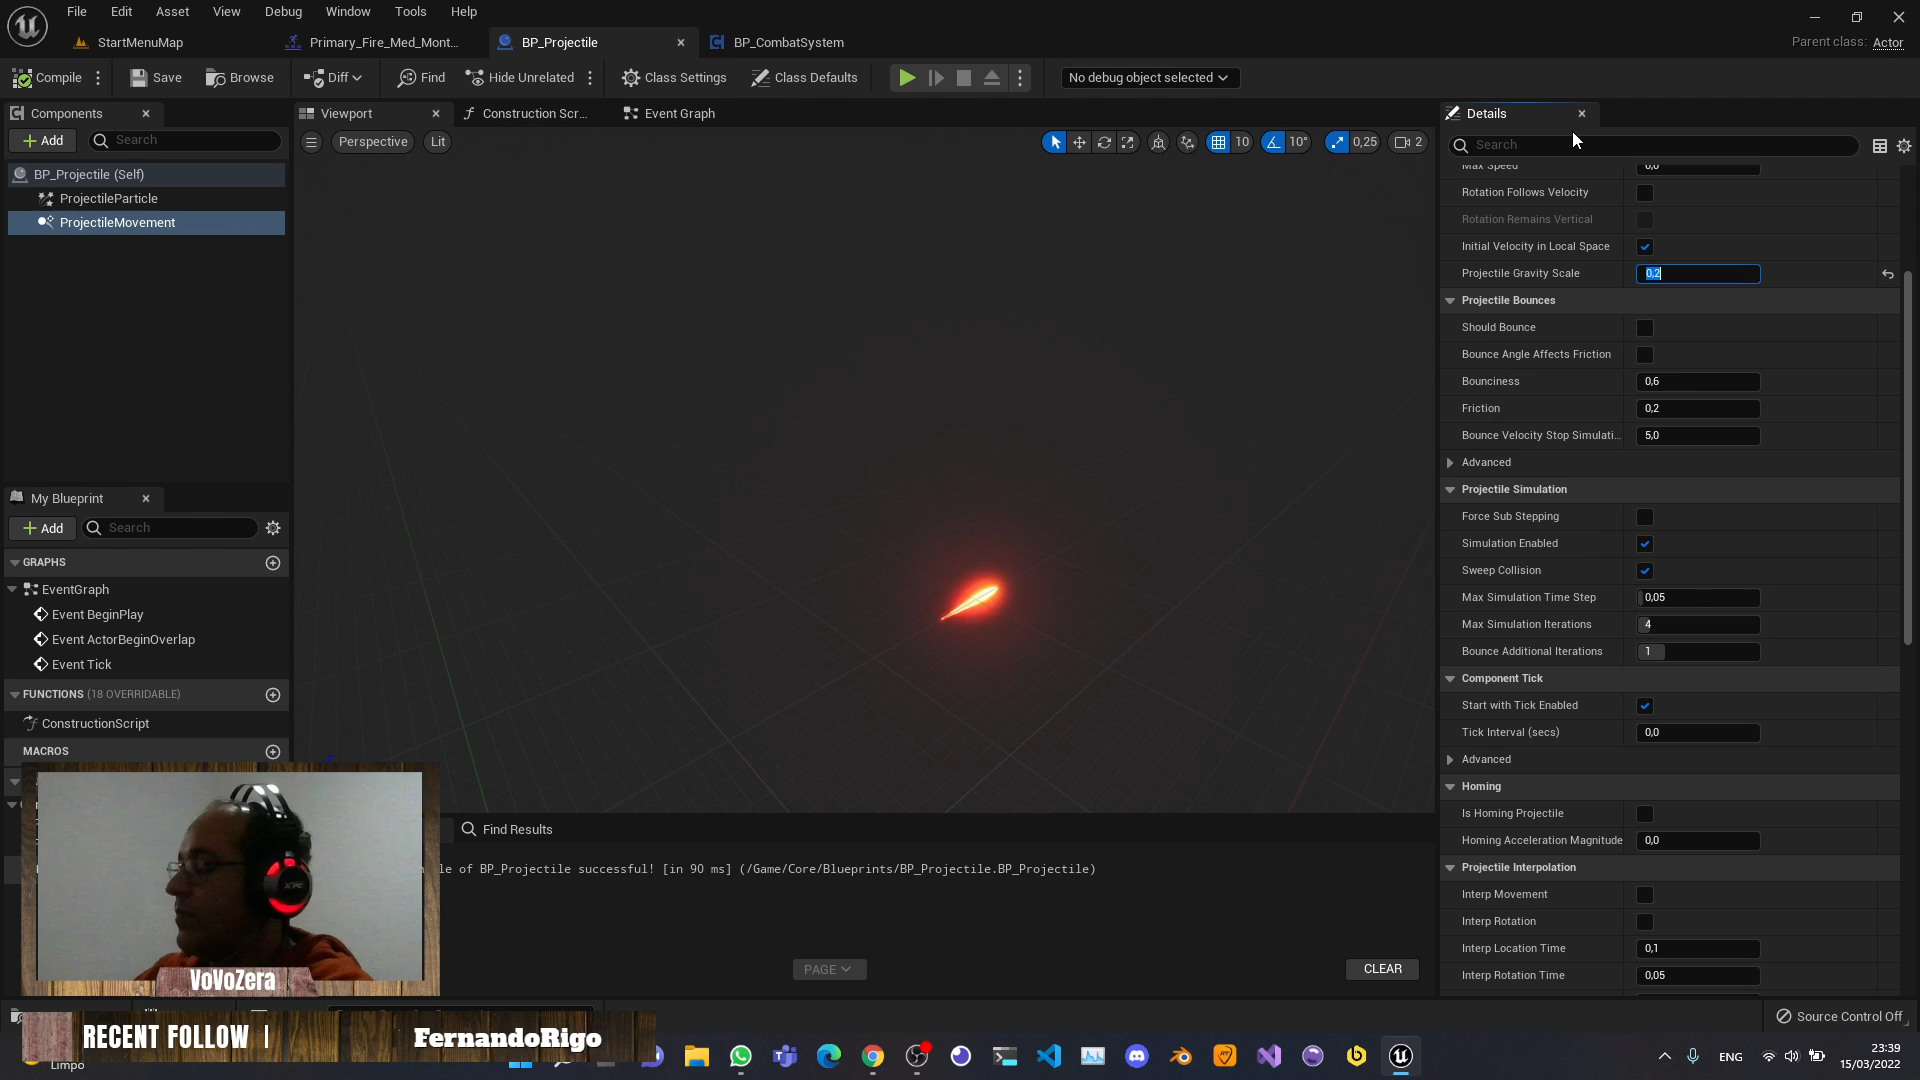 File Edit Asset View Debug Window Tools Help
StartMenuMap Primary_Fire_Med_Mont... BP_Projectile BP_CombatSystem
Parent class: Actor
Compile Save Browse Diff Find Hide Unrelated Class Settings Class Defaults No debug object selected
Components
Add Search
BP_Projectile (Self)
ProjectileParticle
ProjectileMovement
My Blueprint
Add Search
GRAPHS
EventGraph
Event BeginPlay
Event ActorBeginOverlap
Event Tick
FUNCTIONS (18 OVERRIDABLE)
ConstructionScript
MACROS
Viewport Construction Scr... Event Graph
Perspective Lit
10 10° 0,25 2
Find Results
le of BP_Projectile successful! [in 90 ms] (/Game/Core/Blueprints/BP_Projectile.BP_Projectile)
PAGE
CLEAR
Details
Search
Max Speed 0,0
Rotation Follows Velocity
Rotation Remains Vertical
Initial Velocity in Local Space
Projectile Gravity Scale 0,2
Projectile Bounces
Should Bounce
Bounce Angle Affects Friction
Bounciness 0,6
Friction 0,2
Bounce Velocity Stop Simulati... 5,0
Advanced
Projectile Simulation
Force Sub Stepping
Simulation Enabled
Sweep Collision
Max Simulation Time Step 0,05
Max Simulation Iterations 4
Bounce Additional Iterations 1
Component Tick
Start with Tick Enabled
Tick Interval (secs) 0,0
Advanced
Homing
Is Homing Projectile
Homing Acceleration Magnitude 0,0
Projectile Interpolation
Interp Movement
Interp Rotation
Interp Location Time 0,1
Interp Rotation Time 0,05
Source Control Off
XPG
VoVoZera
RECENT FOLLOW | FernandoRigo
Limpo
ENG
23:39
15/03/2022